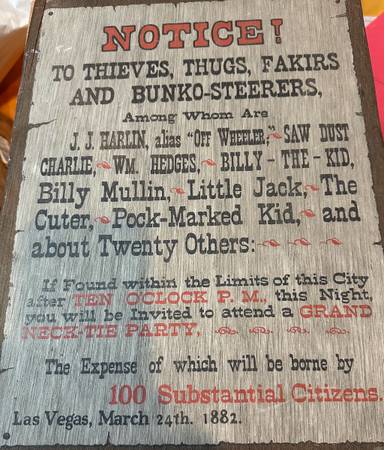 NOTICE!
TO THIEVES, THUGS, FAKIRS
AND BUNKO-STEERERS,
Among Whom Are
J. J. HARLIN, alias "OFF WHEELER;" SAW DUST
CHARLIE, WM. HEDGES, BILLY-THE-KID,
Billy Mullin, Little Jack, The
Cuter, Pock-Marked Kid, and
about Twenty Others:
If Found within the Limits of this City
after TEN O'CLOCK P. M., this Night,
you will be Invited to attend a GRAND
NECK-TIE PARTY,
The Expense of which will be borne by
100 Substantial Citizens.
Las Vegas, March 24th. 1882.